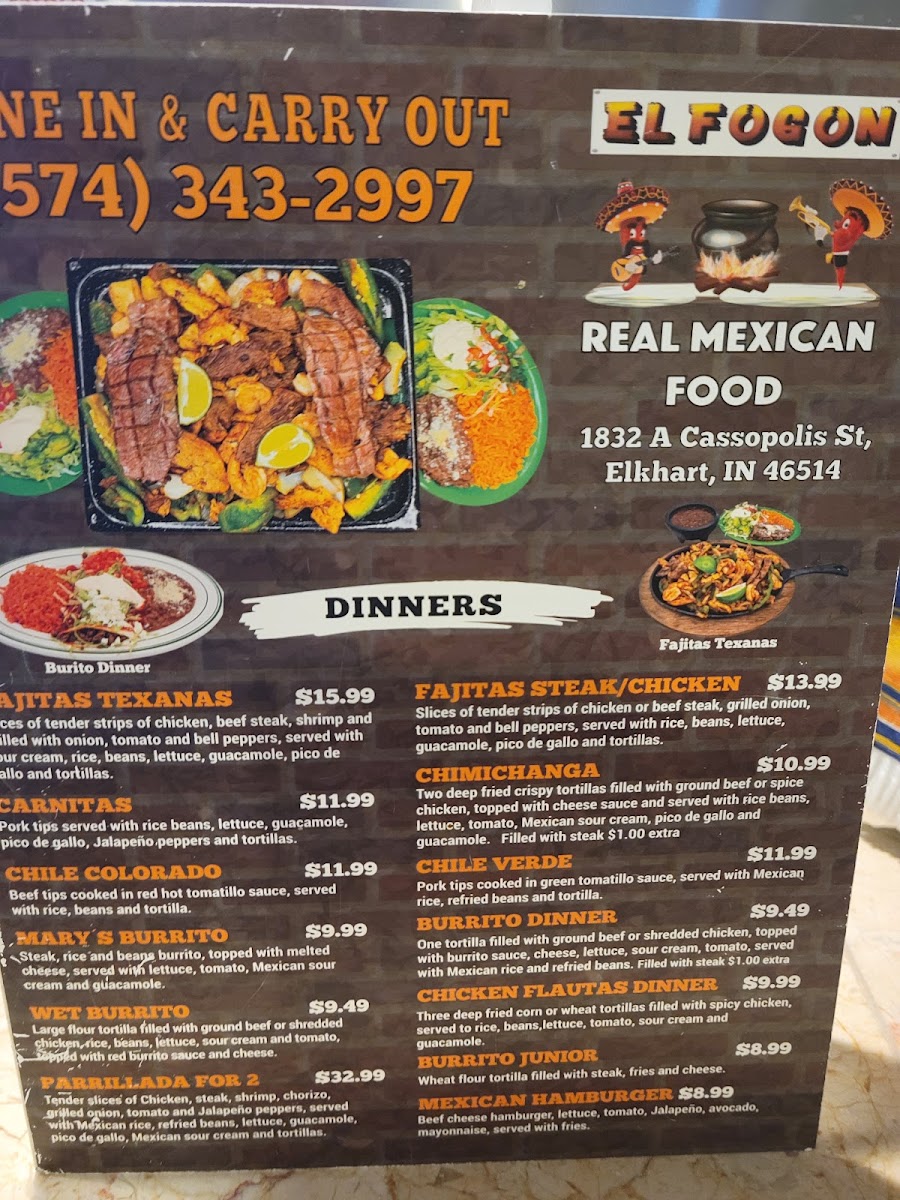 NE IN & CARRY OUT
574) 343-2997
EL FOGON
REAL MEXICAN
FOOD
1832 A Cassopolis St,
Elkhart, IN 46514
Burito Dinner
DINNERS
Fajitas Texanas
AJITAS TEXANAS $15.99
ces of tender strips of chicken, beef steak, shrimp and
illed with onion, tomato and bell peppers, served with
our cream, rice, beans, lettuce, guacamole, pico de
allo and tortillas.
CARNITAS $11.99
Pork tips served with rice beans, lettuce, guacamole,
pico de gallo, Jalapeño peppers and tortillas.
CHILE COLORADO $11.99
Beef tips cooked in red hot tomatillo sauce, served
with rice, beans and tortilla.
MARY´S BURRITO $9.99
Steak, rice and beans burrito, topped with melted
cheese, served with lettuce, tomato, Mexican sour
cream and guacamole.
WET BURRITO $9.49
Large flour tortilla filled with ground beef or shredded
chicken, rice, beans, lettuce, sour cream and tomato,
topped with red burrito sauce and cheese.
PARRILLADA FOR 2 $32.99
Tender slices of Chicken, steak, shrimp, chorizo,
grilled onion, tomato and Jalapeño peppers, served
with Mexican rice, refried beans, lettuce, guacamole,
pico de gallo, Mexican sour cream and tortillas.
FAJITAS STEAK/CHICKEN $13.99
Slices of tender strips of chicken or beef steak, grilled onion,
tomato and bell peppers, served with rice, beans, lettuce,
guacamole, pico de gallo and tortillas.
CHIMICHANGA $10.99
Two deep fried crispy tortillas filled with ground beef or spice
chicken, topped with cheese sauce and served with rice beans,
lettuce, tomato, Mexican sour cream, pico de gallo and
guacamole. Filled with steak $1.00 extra
CHILE VERDE $11.99
Pork tips cooked in green tomatillo sauce, served with Mexican
rice, refried beans and tortilla.
BURRITO DINNER $9.49
One tortilla filled with ground beef or shredded chicken, topped
with burrito sauce, cheese, lettuce, sour cream, tomato, served
with Mexican rice and refried beans. Filled with steak $1.00 extra
CHICKEN FLAUTAS DINNER $9.99
Three deep fried corn or wheat tortillas filled with spicy chicken,
served to rice, beans,lettuce, tomato, sour cream and
guacamole.
BURRITO JUNIOR $8.99
Wheat flour tortilla filled with steak, fries and cheese.
MEXICAN HAMBURGER $8.99
Beef cheese hamburger, lettuce, tomato, Jalapeño, avocado,
mayonnaise, served with fries.